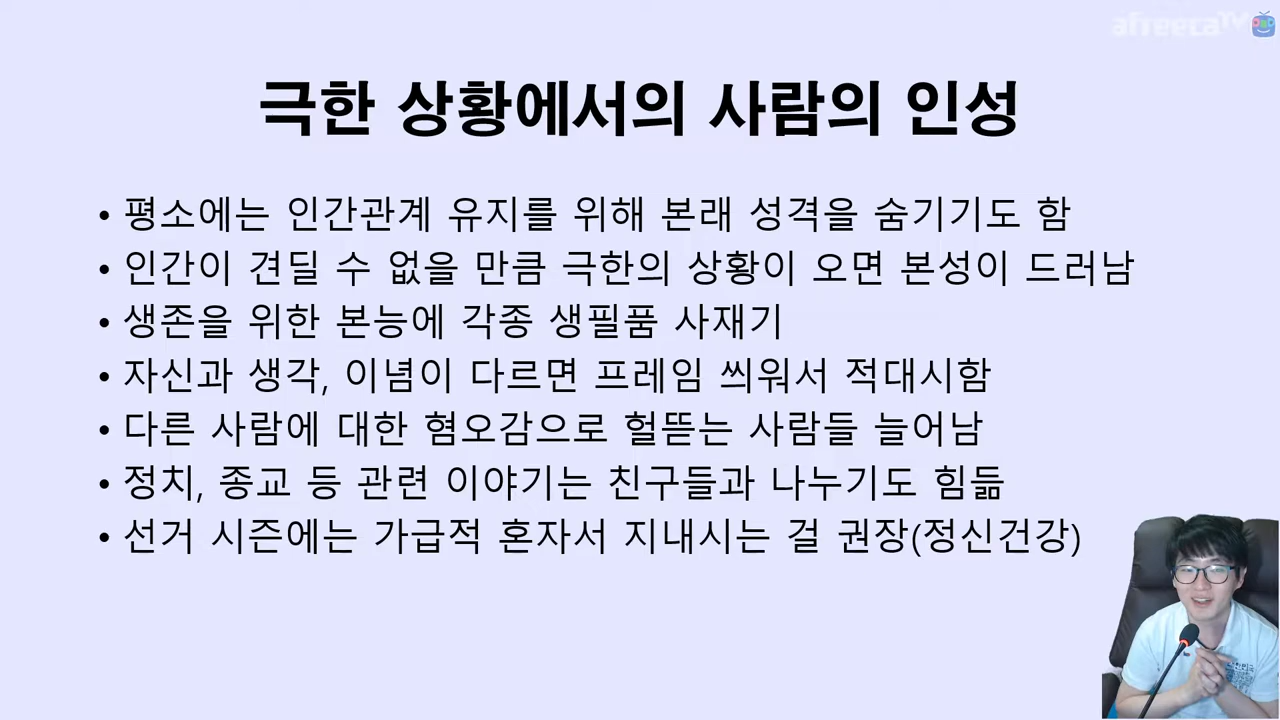 afreecaTV
극한 상황에서의 사람의 인성
• 평소에는 인간관계 유지를 위해 본래 성격을 숨기기도 함
• 인간이 견딜 수 없을 만큼 극한의 상황이 오면 본성이 드러남
• 생존을 위한 본능에 각종 생필품 사재기
• 자신과 생각, 이념이 다르면 프레임 씌워서 적대시함
• 다른 사람에 대한 혐오감으로 헐뜯는 사람들 늘어남
• 정치, 종교 등 관련 이야기는 친구들과 나누기도 힘듦
• 선거 시즌에는 가급적 혼자서 지내시는 걸 권장(정신건강)